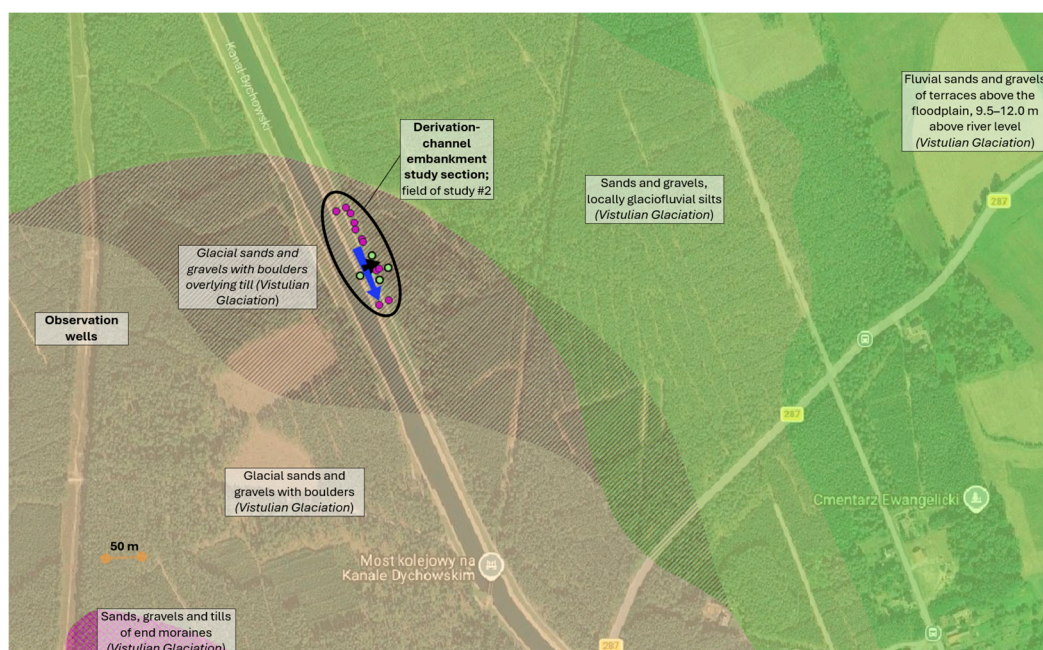 Kanał Dychowski
Derivation-
channel
embankment
study section;
field of study #2
Fluvial sands and gravels
of terraces above the
floodplain, 9.5–12.0 m
above river level
(Vistulian Glaciation)
Sands and gravels,
locally glaciofluvial silts
(Vistulian Glaciation)
287
Glacial sands and
gravels with boulders
overlying till (Vistulian
Glaciation)
Observation
wells
287
Glacial sands and
gravels with boulders
(Vistulian Glaciation)
Cmentarz Ewangelicki
50 m
Most kolejowy na
Kanale Dychowskim
Sands, gravels and tills
of end moraines
(Vistulian Glaciation)
287